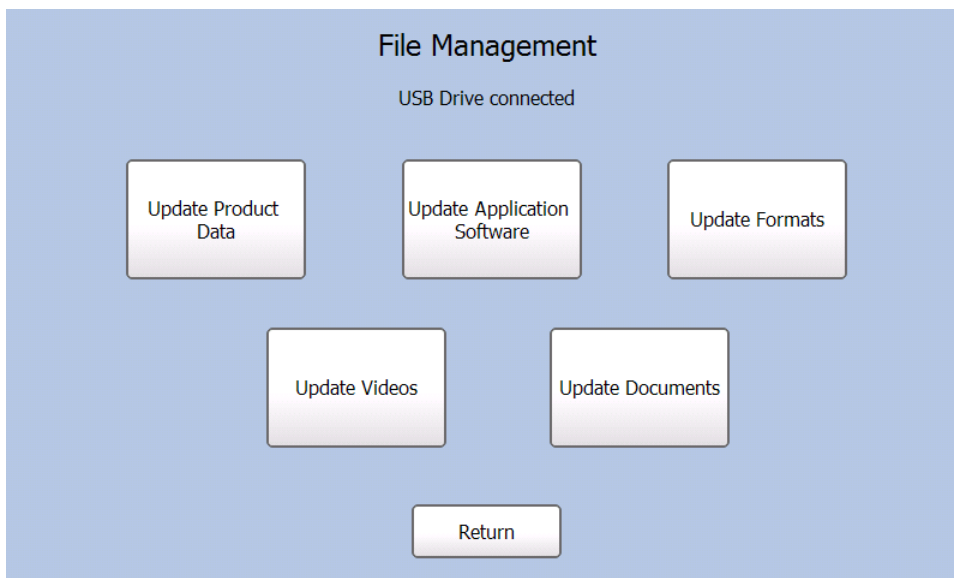 File Management
USB Drive connected
Update Product
Data
Update Application
Software
Update Formats
Update Videos
Update Documents
Return